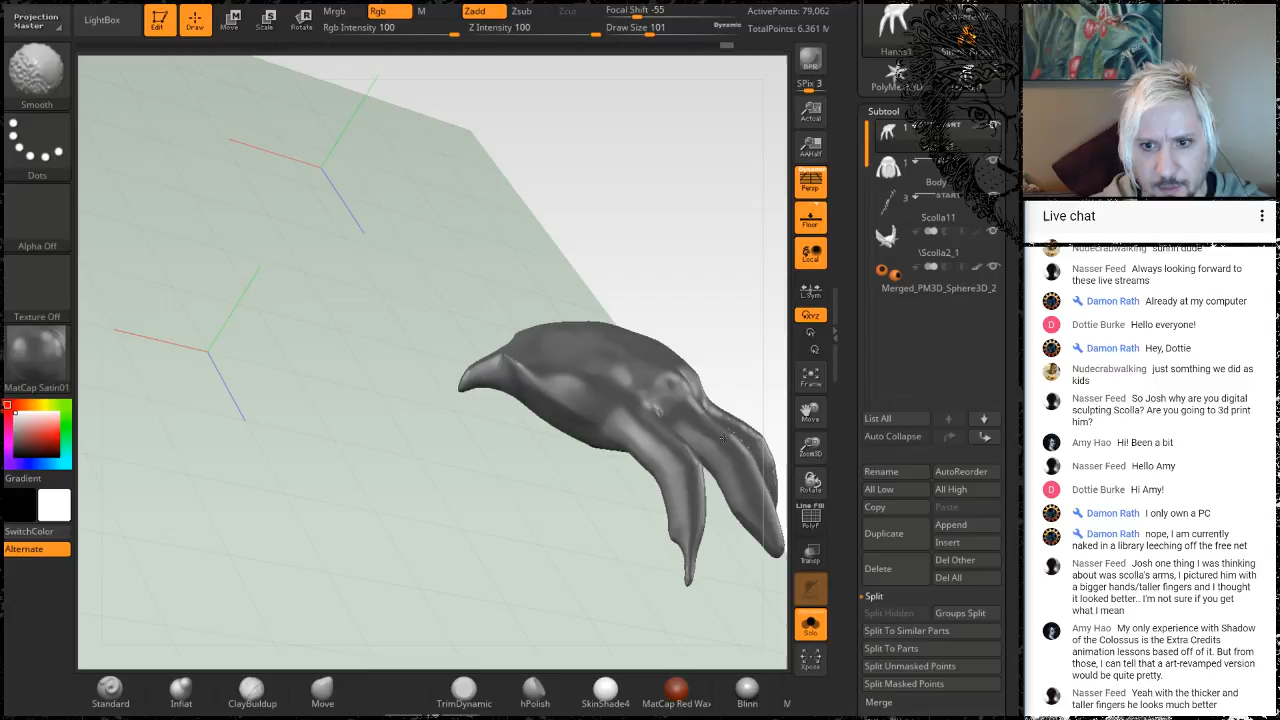 Projection
Master
LightBox
Edit
Draw
Move
Scale
Rotate
Mrgb
Rgb
M
Rgb Intensity 100
Zadd
Zsub
Zcut
Z Intensity 100
Focal Shift -55
Draw Size 101
Dynamic
ActivePoints: 79,062
TotalPoints: 6.361 M
Smooth
Dots
Alpha Off
Texture Off
MatCap Satin01
Gradient
SwitchColor
Alternate
BPR
SPix 3
Actual
AAHalf
Dynamic
Persp
Floor
Local
L.Sym
XYZ
Frame
Move
Zoom3D
Rotate
Line Fill
PolyF
Transp
Solo
Xpose
Standard
Inflat
ClayBuildup
Move
TrimDynamic
hPolish
SkinShade4
MatCap Red Wax
Blinn
M
Subtool
1
1
Body
3
START
Scolla11
\Scolla2_1
Merged_PM3D_Sphere3D_2
List All
Auto Collapse
Rename
AutoReorder
All Low
All High
Copy
Paste
Append
Duplicate
Insert
Del Other
Delete
Del All
Split
Split Hidden
Groups Split
Split To Similar Parts
Split To Parts
Split Unmasked Points
Split Masked Points
Merge
Live chat
Nudecrabwalking
Nasser Feed Always looking forward to
these live streams
Damon Rath Already at my computer
D
Dottie Burke Hello everyone!
Damon Rath Hey, Dottie
Nudecrabwalking just somthing we did as
kids
Nasser Feed So Josh why are you digital
sculpting Scolla? Are you going to 3d print
him?
Amy Hao Hi! Been a bit
Nasser Feed Hello Amy
D
Dottie Burke Hi Amy!
Damon Rath I only own a PC
Damon Rath nope, I am currently
naked in a library leeching off the free net
Nasser Feed Josh one thing I was thinking
about was scolla's arms, I pictured him with
a bigger hands/taller fingers and I thought
it looked better.. I'm not sure if you get
what I mean
Amy Hao My only experience with Shadow
of the Colossus is the Extra Credits
animation lessons based off of it. But from
those, I can tell that a art-revamped version
would be quite pretty.
Nasser Feed Yeah with the thicker and
taller fingers he looks much better